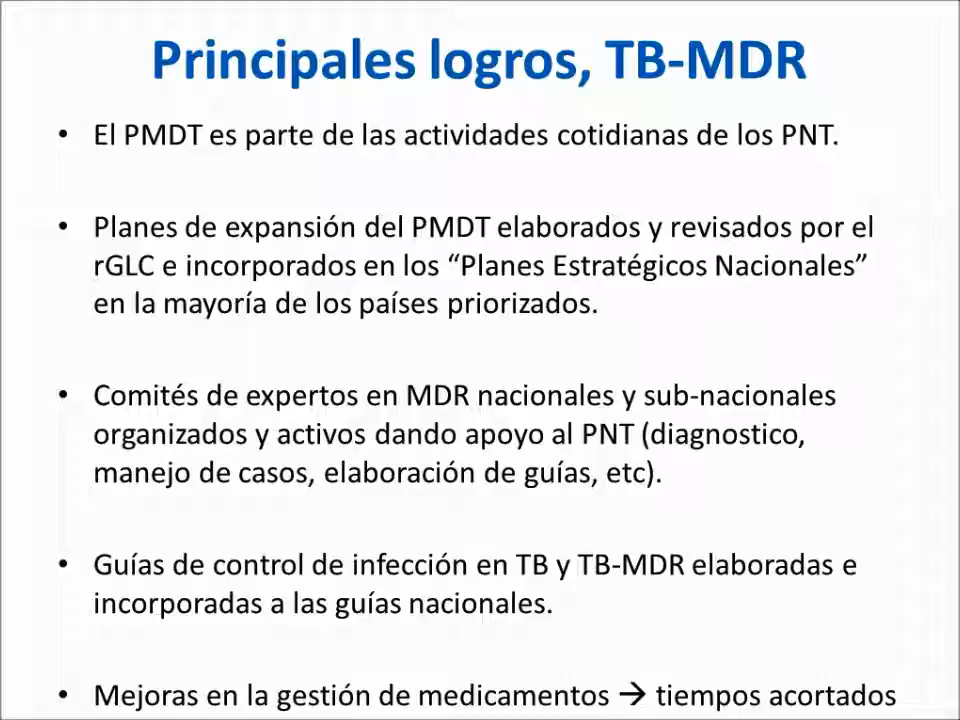 Principales logros, TB-MDR
• El PMDT es parte de las actividades cotidianas de los PNT.
• Planes de expansión del PMDT elaborados y revisados por el
rGLC e incorporados en los “Planes Estratégicos Nacionales”
en la mayoría de los países priorizados.
• Comités de expertos en MDR nacionales y sub-nacionales
organizados y activos dando apoyo al PNT (diagnostico,
manejo de casos, elaboración de guías, etc).
• Guías de control de infección en TB y TB-MDR elaboradas e
incorporadas a las guías nacionales.
• Mejoras en la gestión de medicamentos → tiempos acortados